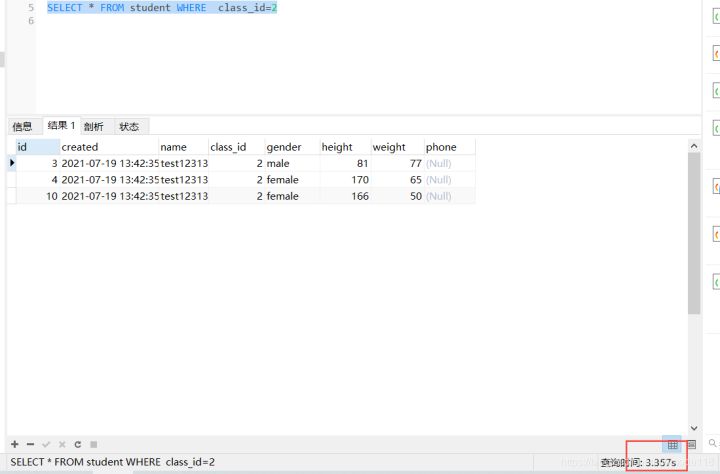 5 SELECT * FROM student WHERE  class_id=2
6
信息 结果 1 剖析 状态
id created name class_id gender height weight phone
3 2021-07-19 13:42:35 test12313 2 male 81 77 (Null)
4 2021-07-19 13:42:35 test12313 2 female 170 65 (Null)
10 2021-07-19 13:42:35 test12313 2 female 166 50 (Null)
SELECT * FROM student WHERE  class_id=2 查询时间: 3.357s